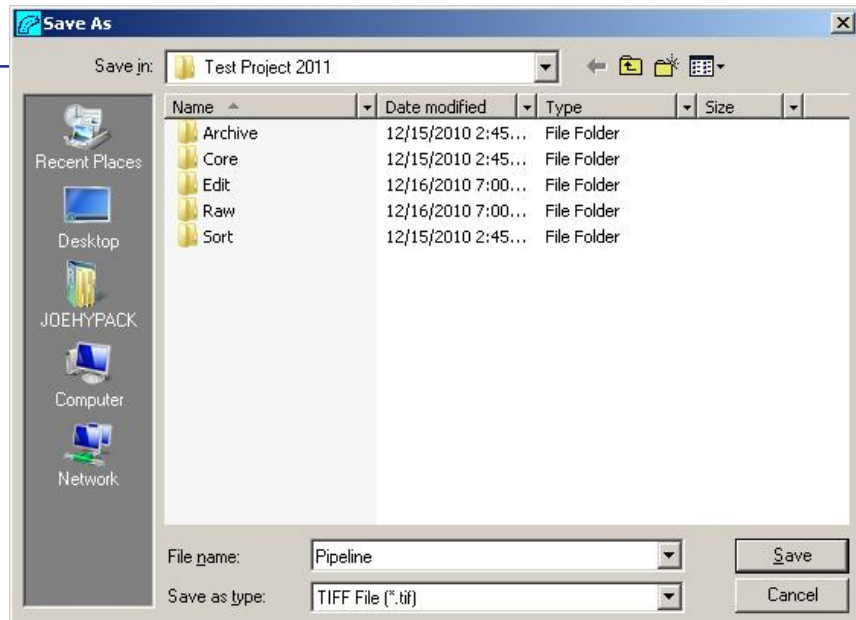 Save As
Save in: Test Project 2011
Name Date modified Type Size
Archive 12/15/2010 2:45... File Folder
Core 12/15/2010 2:45... File Folder
Edit 12/16/2010 7:00... File Folder
Raw 12/16/2010 7:00... File Folder
Sort 12/15/2010 2:45... File Folder
Recent Places
Desktop
JOEHYPACK
Computer
Network
File name: Pipeline Save
Save as type: TIFF File (*.tif) Cancel